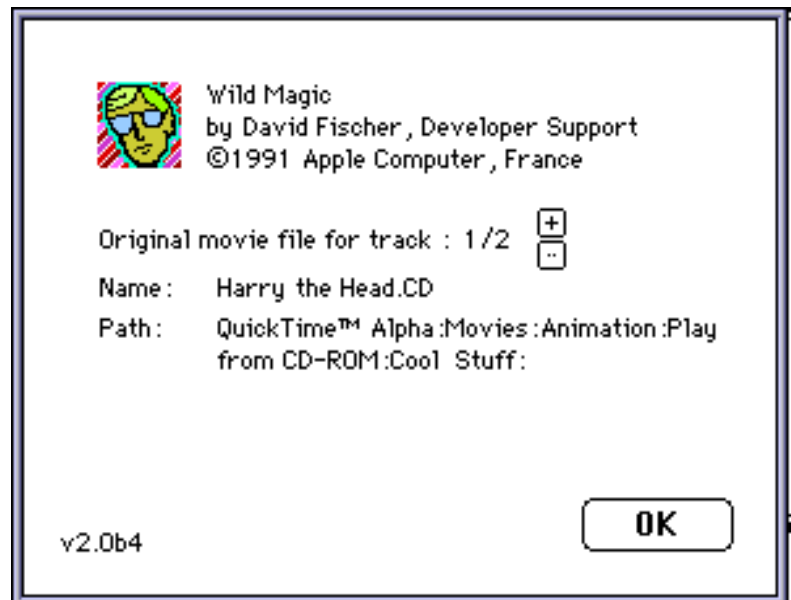 Wild Magic
by David Fischer, Developer Support
©1991 Apple Computer, France
Original movie file for track : 1/2 +
Name: Harry the Head.CD
Path: QuickTime™ Alpha:Movies:Animation:Play
from CD-ROM:Cool Stuff:
OK
v2.0b4